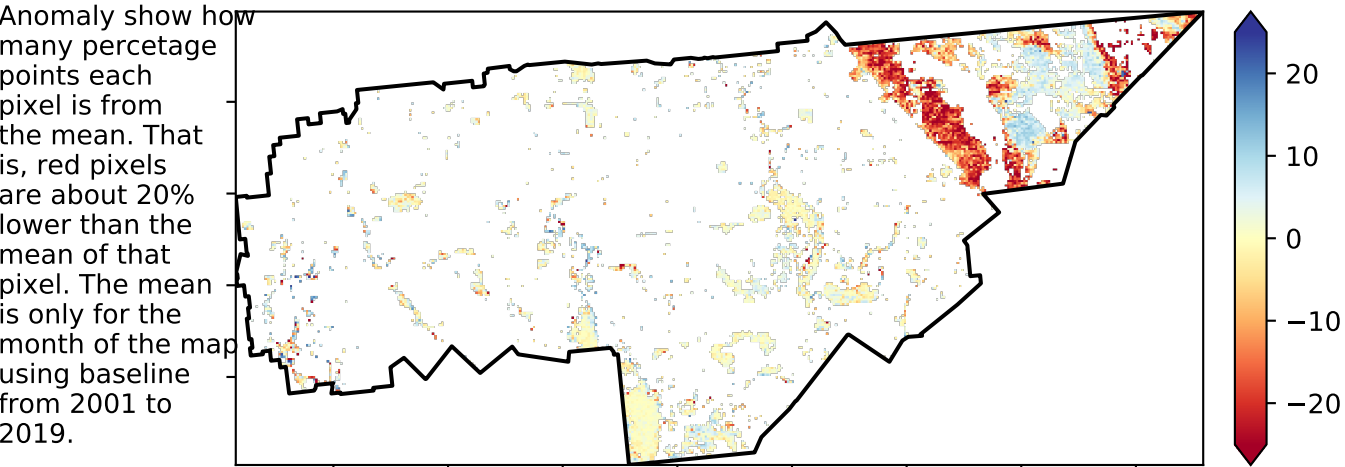 Anomaly show how
many percetage
points each
pixel is from
the mean. That
is, red pixels
are about 20%
lower than the
mean of that
pixel. The mean
is only for the
month of the map
using baseline
from 2001 to
2019.
20
10
0
−10
−20